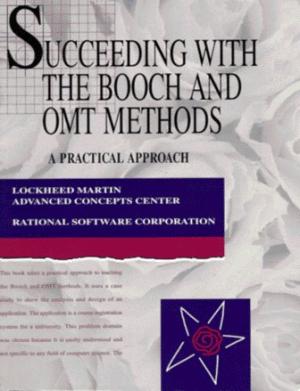 SUCCEEDING WITH
THE BOOCH AND
OMT METHODS
A PRACTICAL APPROACH
LOCKHEED MARTIN
ADVANCED CONCEPTS CENTER
RATIONAL SOFTWARE CORPORATION
This book takes a practical approach to teaching
the Booch and OMT methods. It uses a case
study to show the analysis and design of an
application. The application is a course registration
system for a university. This problem domain
was chosen because it is easily understood and
not specific to any field of computer science. The